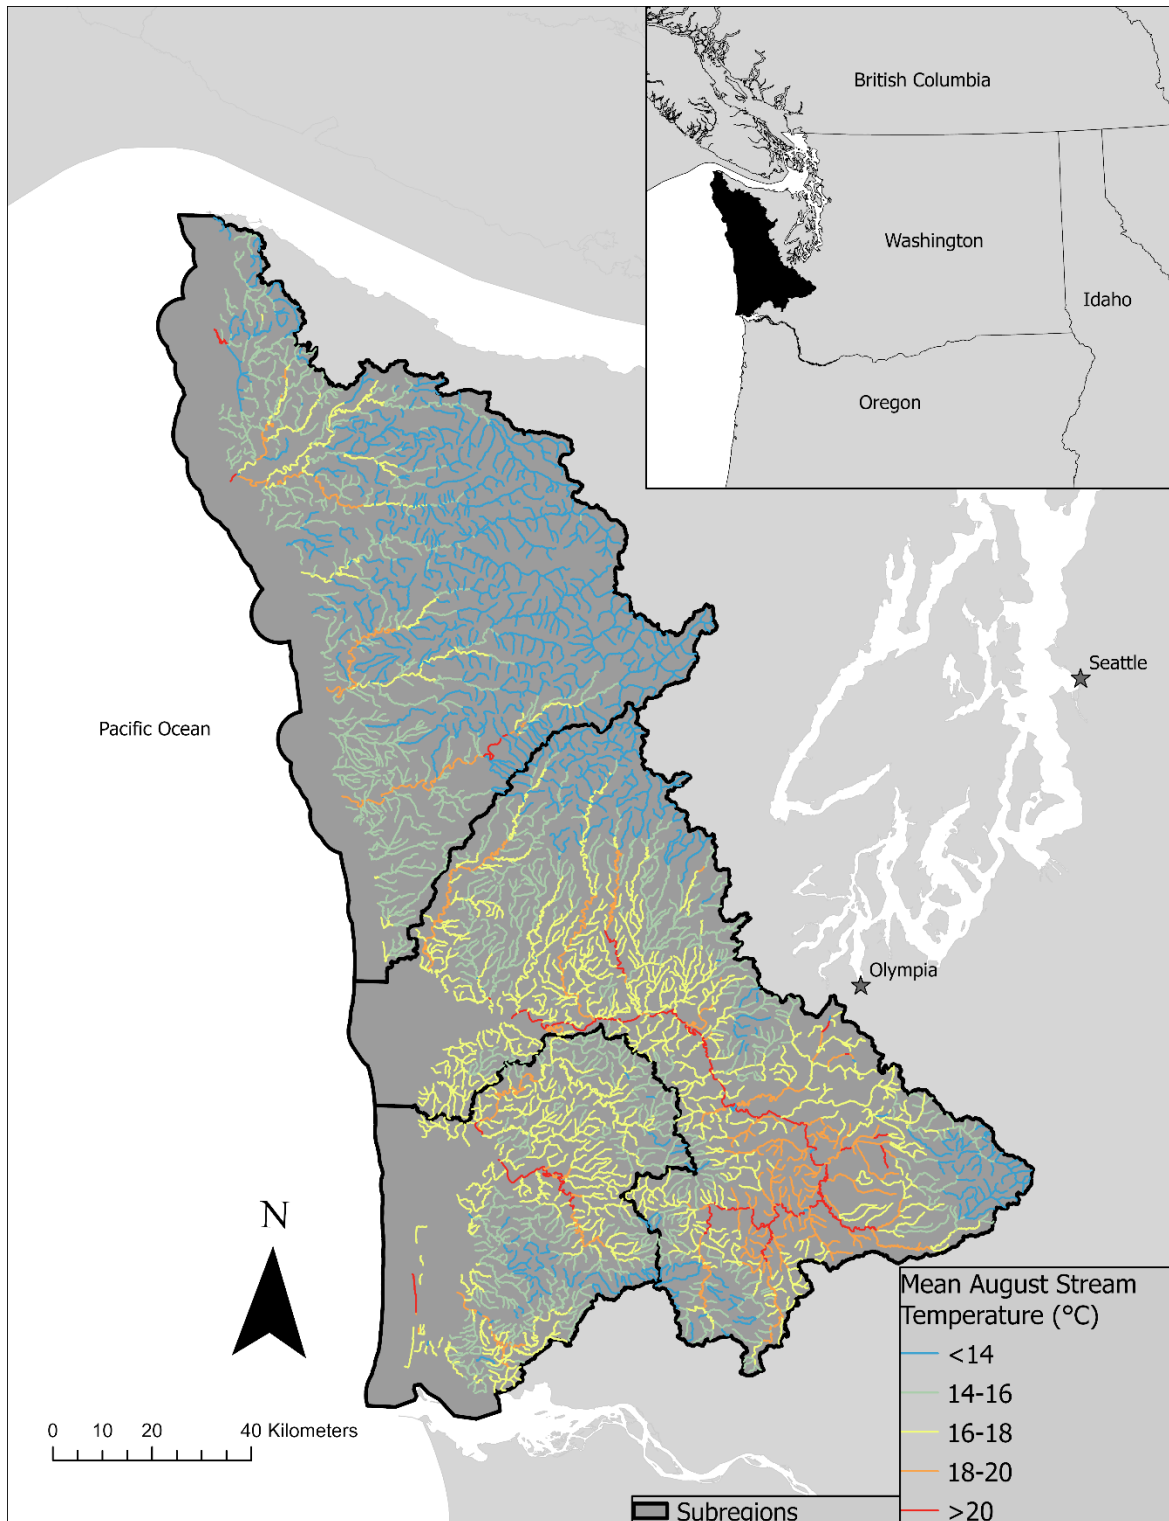 British Columbia
Washington
Idaho
Oregon
Seattle
Pacific Ocean
Olympia
N
0 10 20 40 Kilometers
Mean August Stream
Temperature (°C)
<14
14-16
16-18
18-20
>20
Subregions